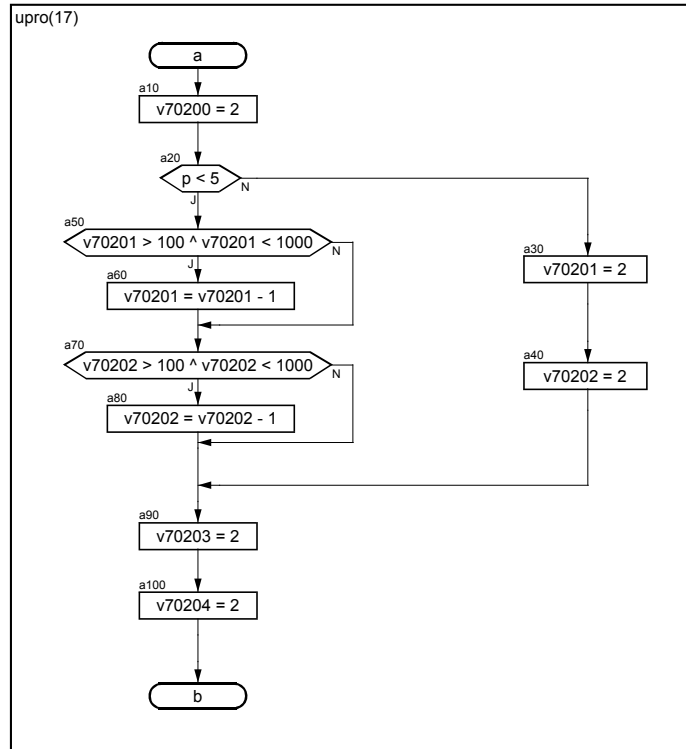 upro(17)
a
a10
v70200 = 2
a20
p < 5
N
J
a50
v70201 > 100 ^ v70201 < 1000
N
J
a30
v70201 = 2
a60
v70201 = v70201 - 1
a70
v70202 > 100 ^ v70202 < 1000
N
J
a40
v70202 = 2
a80
v70202 = v70202 - 1
a90
v70203 = 2
a100
v70204 = 2
b